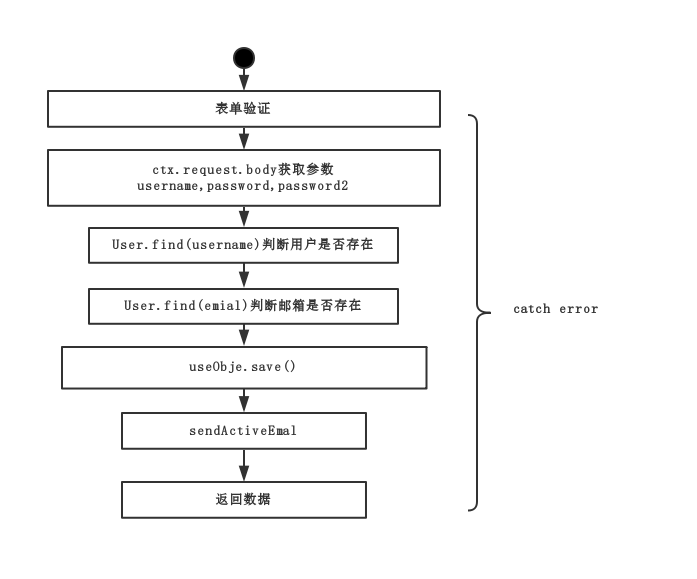 表单验证
ctx.request.body获取参数
username,password,password2
User.find(username)判断用户是否存在
User.find(emial)判断邮箱是否存在
useObje.save()
sendActiveEmal
返回数据
catch error